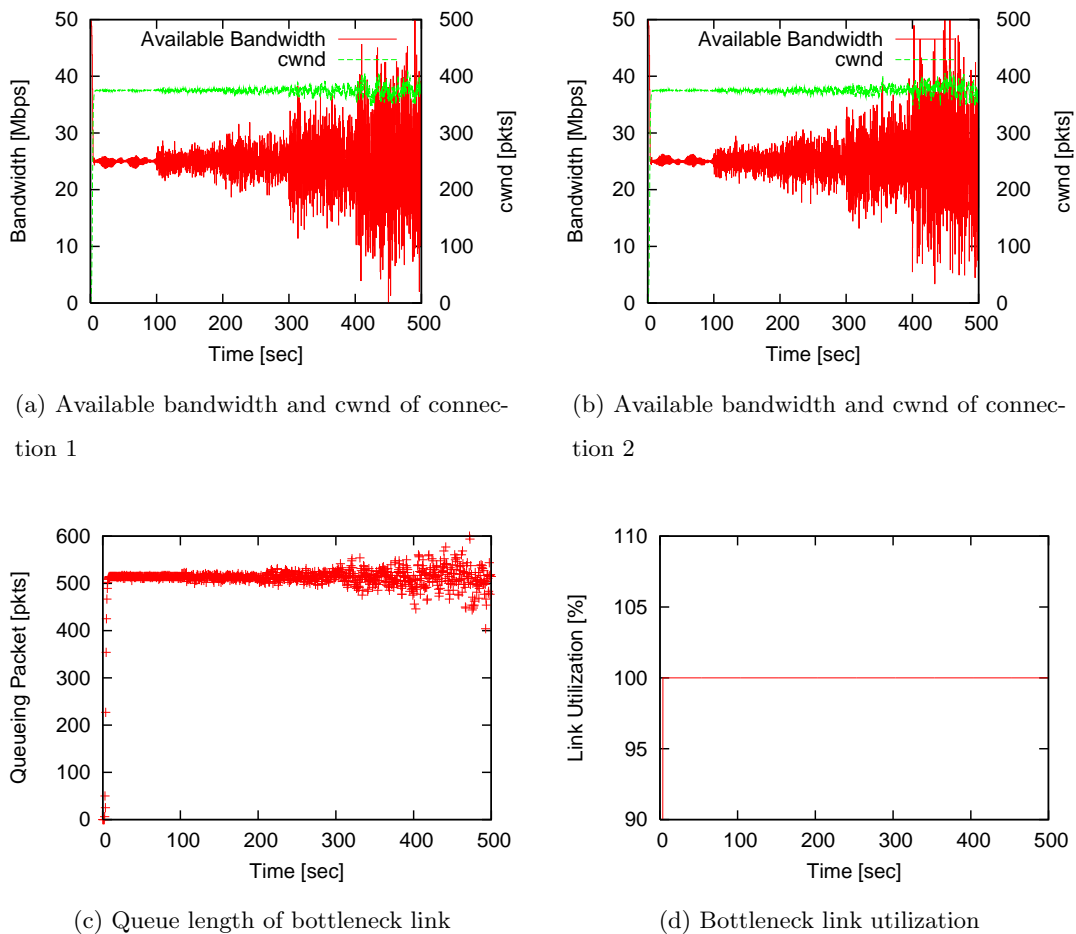 50
40
30
20
10
0
Bandwidth [Mbps]
500
400
300
200
100
0
cwnd [pkts]
Available Bandwidth
cwnd
0 100 200 300 400 500
Time [sec]
(a) Available bandwidth and cwnd of connec-
tion 1
50
40
30
20
10
0
Bandwidth [Mbps]
500
400
300
200
100
0
cwnd [pkts]
Available Bandwidth
cwnd
0 100 200 300 400 500
Time [sec]
(b) Available bandwidth and cwnd of connec-
tion 2
600
500
400
300
200
100
0
Queueing Packet [pkts]
0 100 200 300 400 500
Time [sec]
(c) Queue length of bottleneck link
110
105
100
95
90
Link Utilization [%]
0 100 200 300 400 500
Time [sec]
(d) Bottleneck link utilization